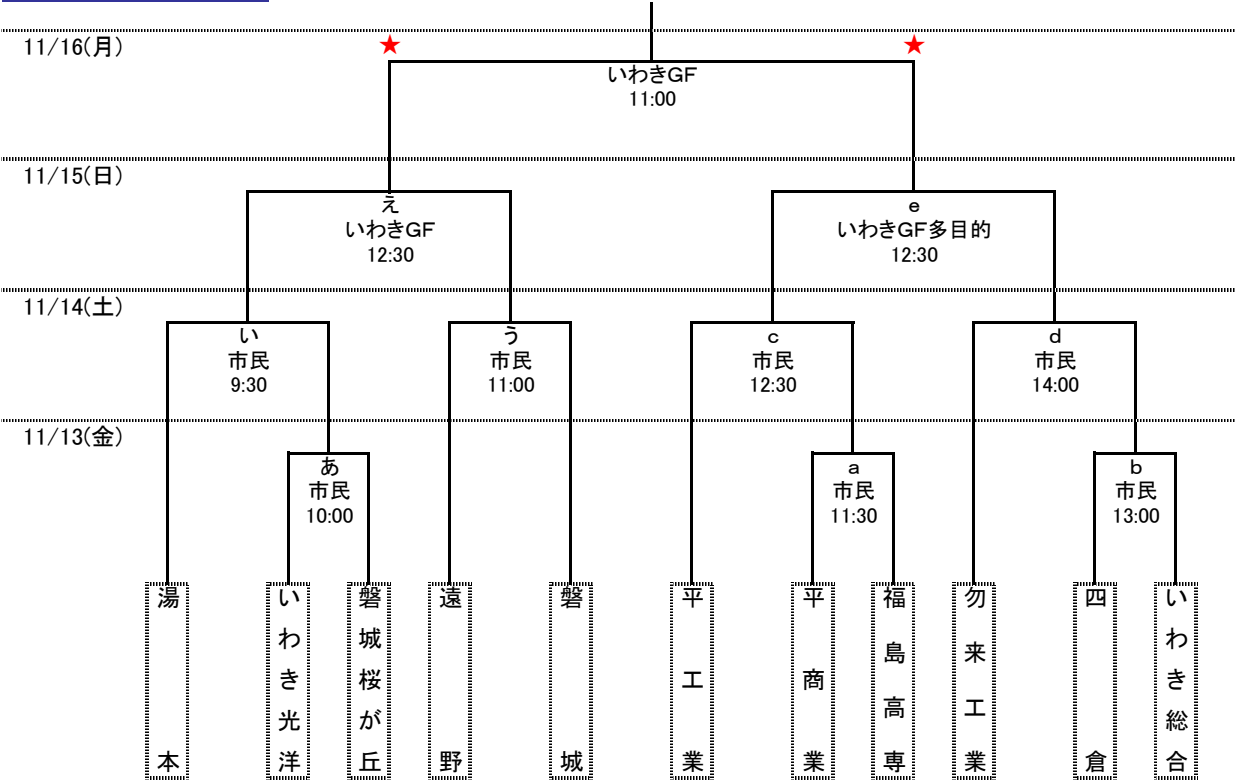 11/16(月)
★
★
いわきGF
11:00
11/15(日)
え
いわきGF
12:30
e
いわきGF多目的
12:30
11/14(土)
い
市民
9:30
う
市民
11:00
c
市民
12:30
d
市民
14:00
11/13(金)
あ
市民
10:00
a
市民
11:30
b
市民
13:00
湯本
いわき光洋
磐城桜が丘
遠野
磐城
平工業
平商業
福島高専
勿来工業
四倉
いわき総合